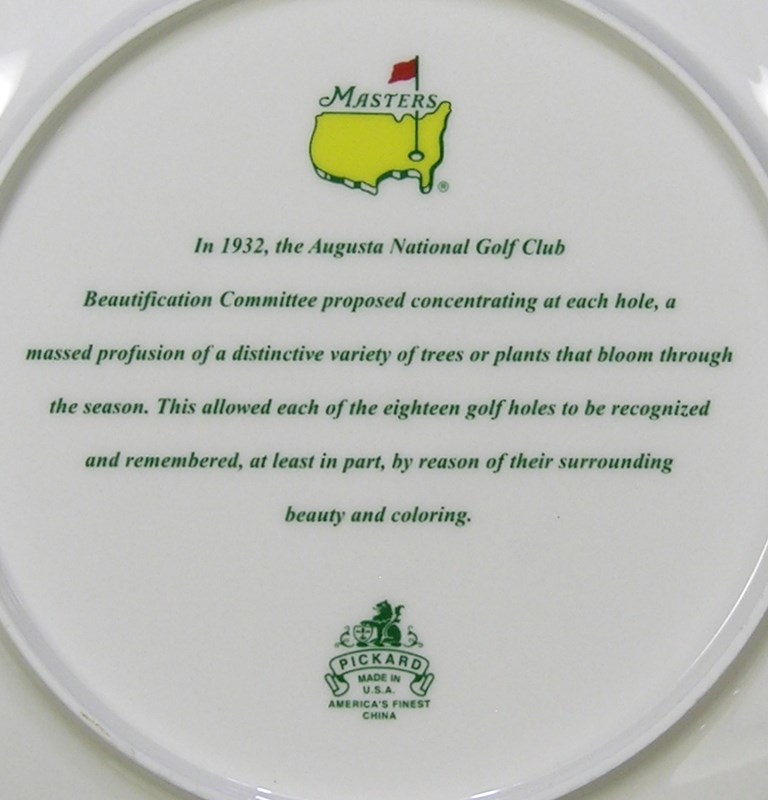 MASTERS
®
In 1932, the Augusta National Golf Club
Beautification Committee proposed concentrating at each hole, a
massed profusion of a distinctive variety of trees or plants that bloom through
the season. This allowed each of the eighteen golf holes to be recognized
and remembered, at least in part, by reason of their surrounding
beauty and coloring.
PICKARD
MADE IN
U.S.A.
AMERICA'S FINEST
CHINA